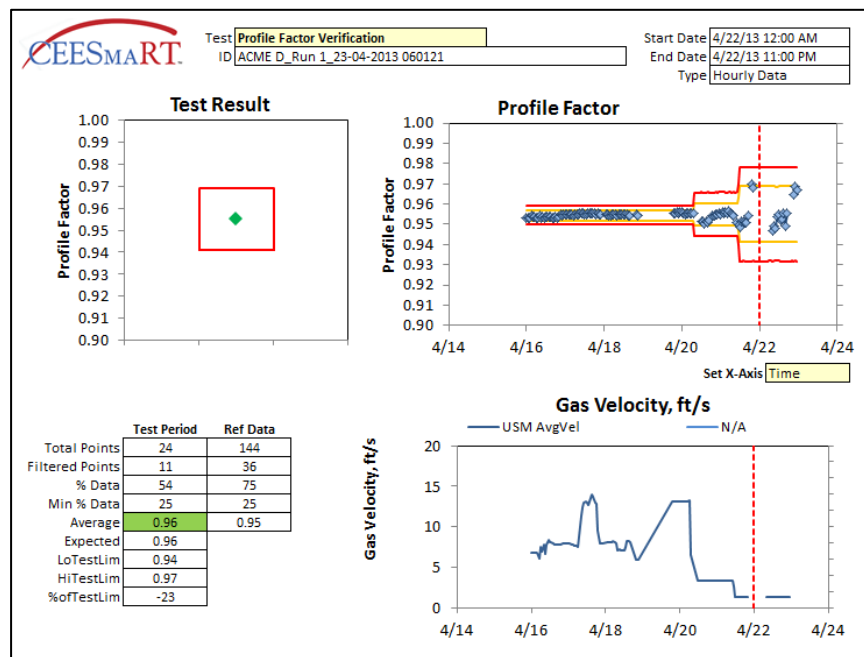 CEESMART
Test Profile Factor Verification
ID ACME D_Run 1_23-04-2013 060121
Start Date 4/22/13 12:00 AM
End Date 4/22/13 11:00 PM
Type Hourly Data
Test Result
Profile Factor
1.00
0.99
0.98
0.97
0.96
0.95
0.94
0.93
0.92
0.91
0.90
Profile Factor
Profile Factor
1.00
0.99
0.98
0.97
0.96
0.95
0.94
0.93
0.92
0.91
0.90
4/14 4/16 4/18 4/20 4/22 4/24
Set X-Axis Time
Test Period Ref Data
Total Points 24 144
Filtered Points 11 36
% Data 54 75
Min % Data 25 25
Average 0.96 0.95
Expected 0.96
LoTestLim 0.94
HiTestLim 0.97
%ofTestLim -23
Gas Velocity, ft/s
USM AvgVel N/A
Gas Velocity, ft/s
20
15
10
5
0
4/14 4/16 4/18 4/20 4/22 4/24